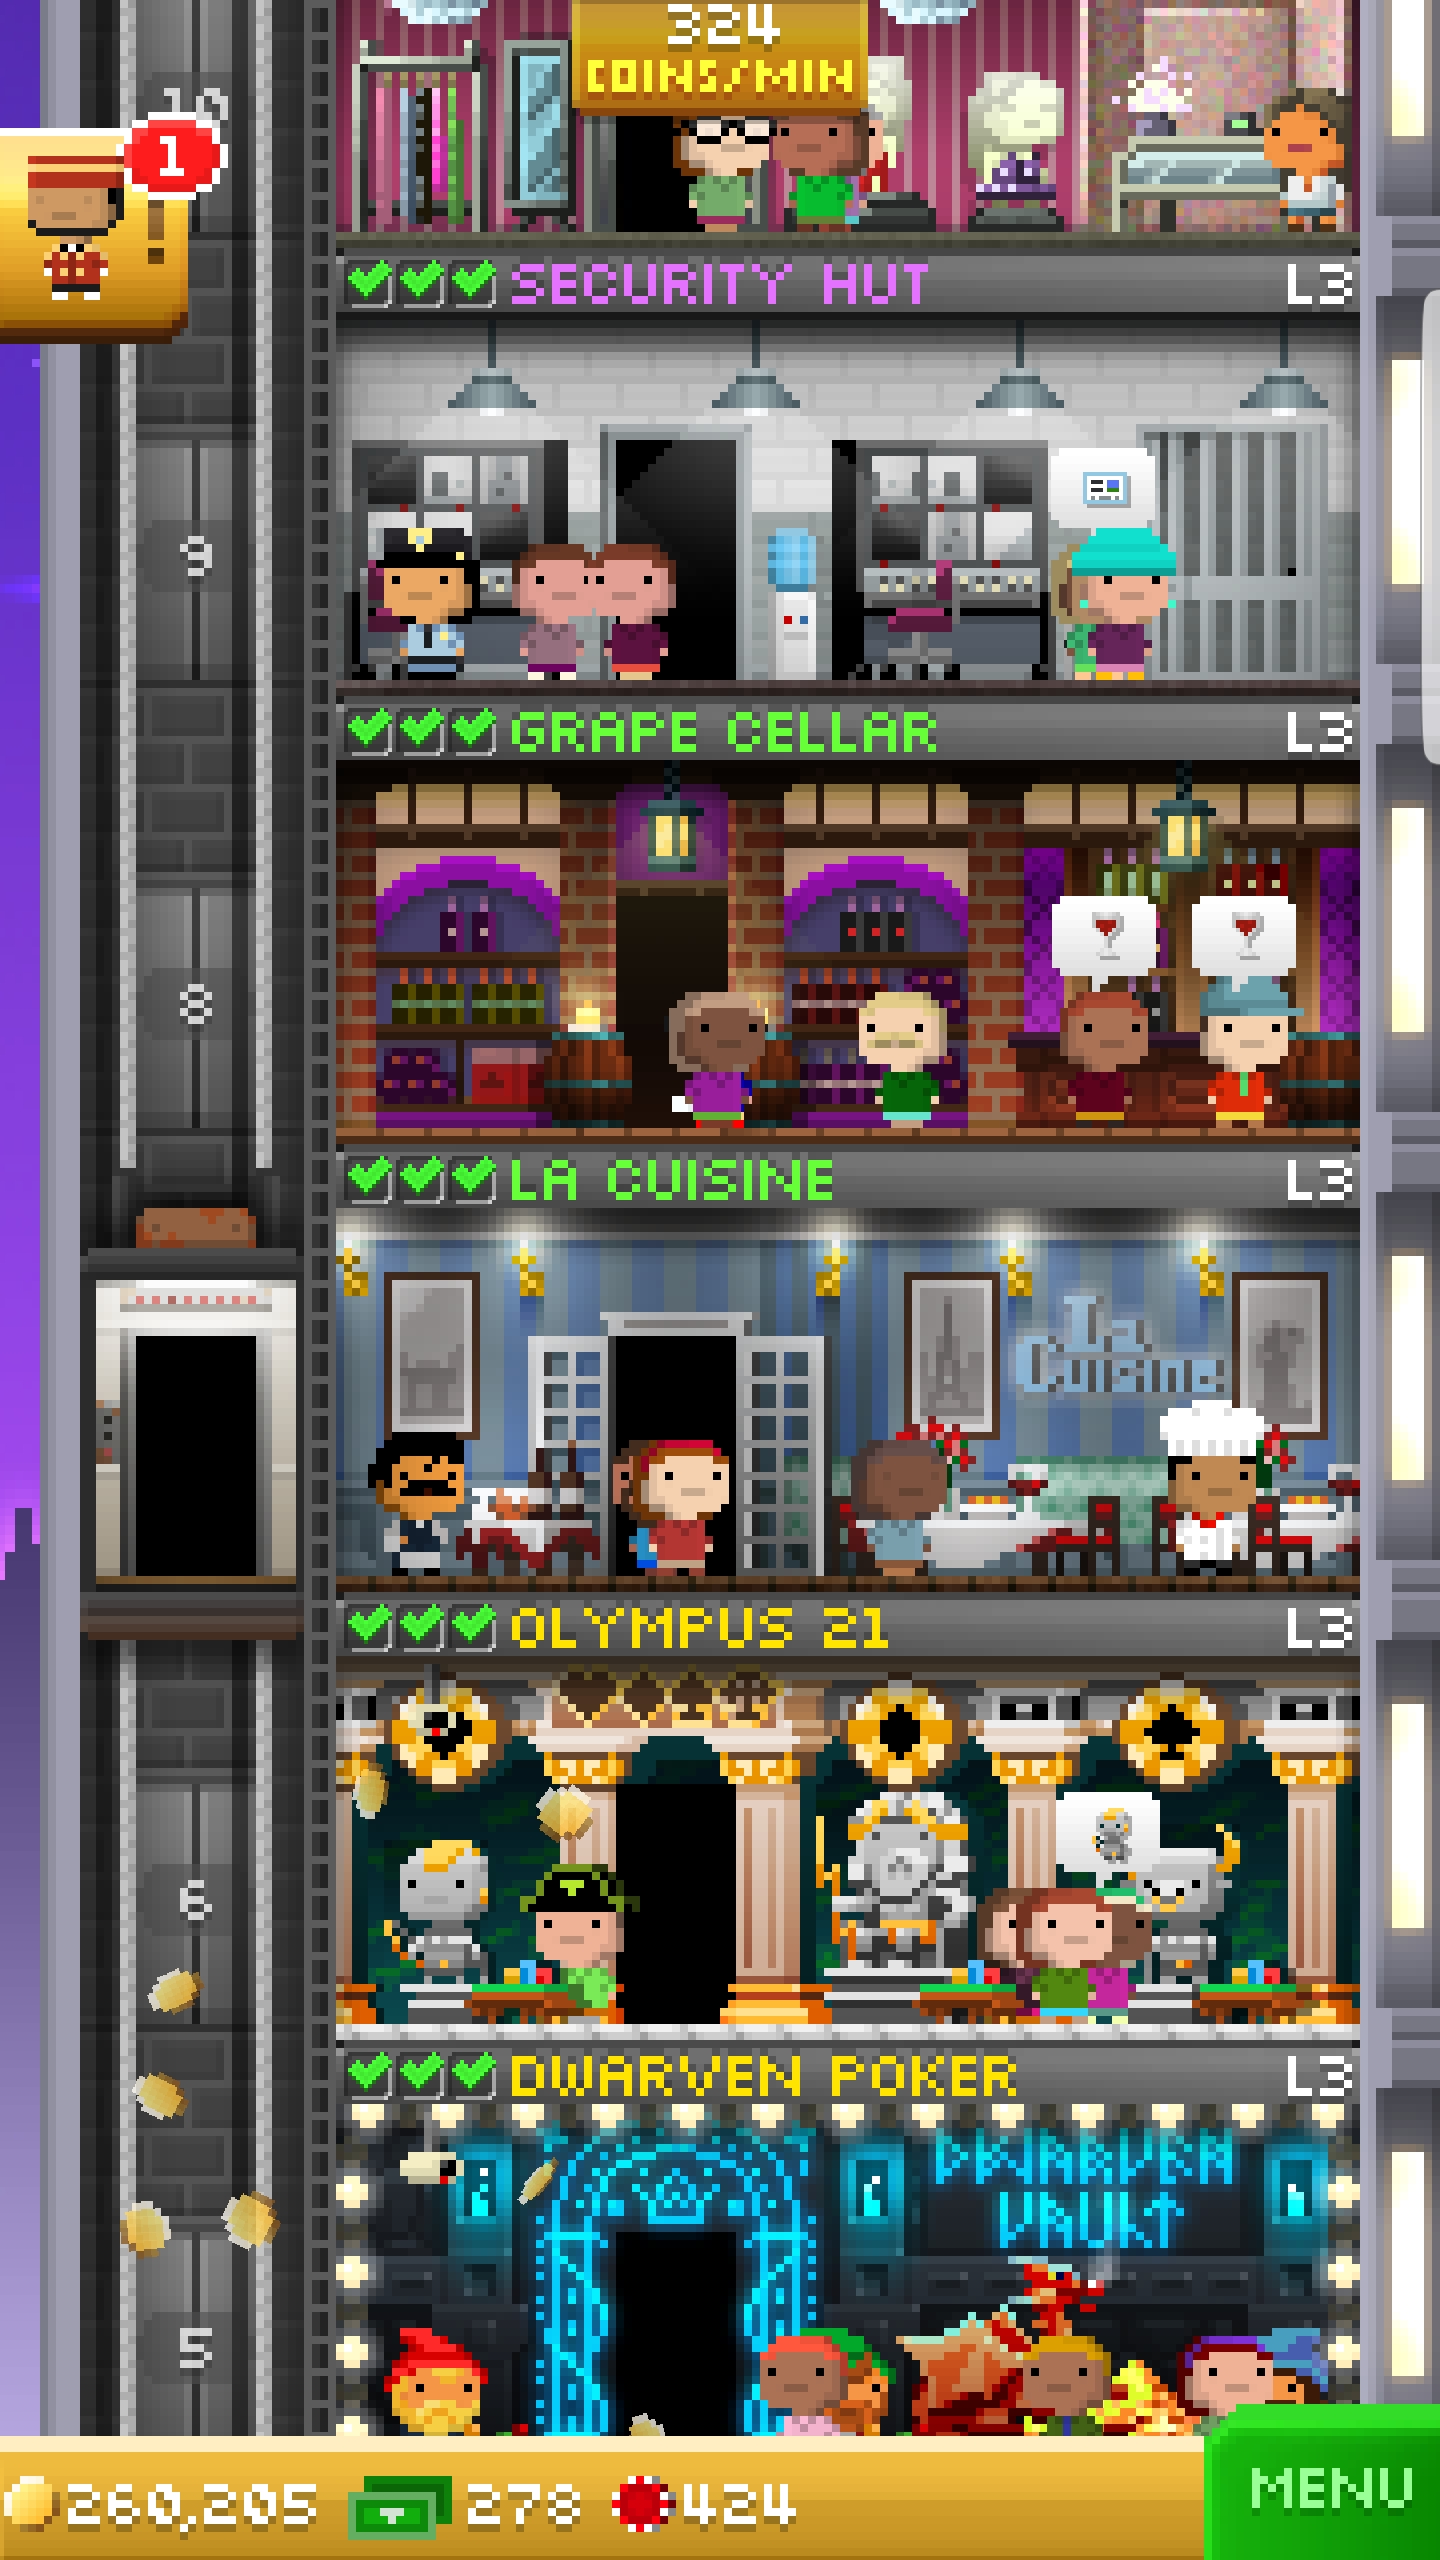 324
COINS/MIN
10
1
!
SECURITY HUT L3
9
GRAPE CELLAR L3
8
LA CUISINE L3
La
Cuisine
OLYMPUS 21 L3
6
DWARVEN POKER L3
DWARVEN
VAULT
5
260,205 278 424
MENU